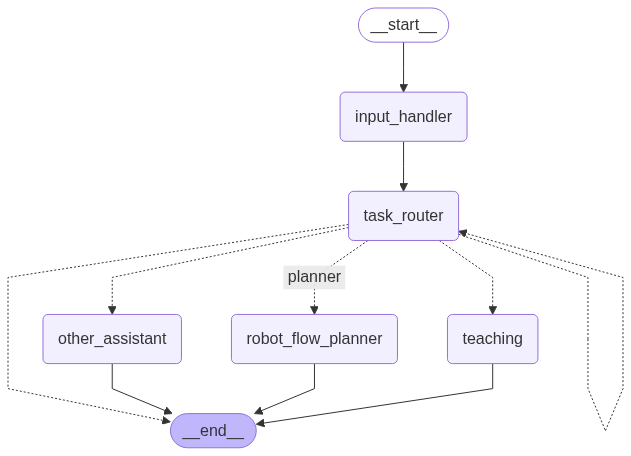 __start__
input_handler
task_router
planner
other_assistant
robot_flow_planner
teaching
__end__